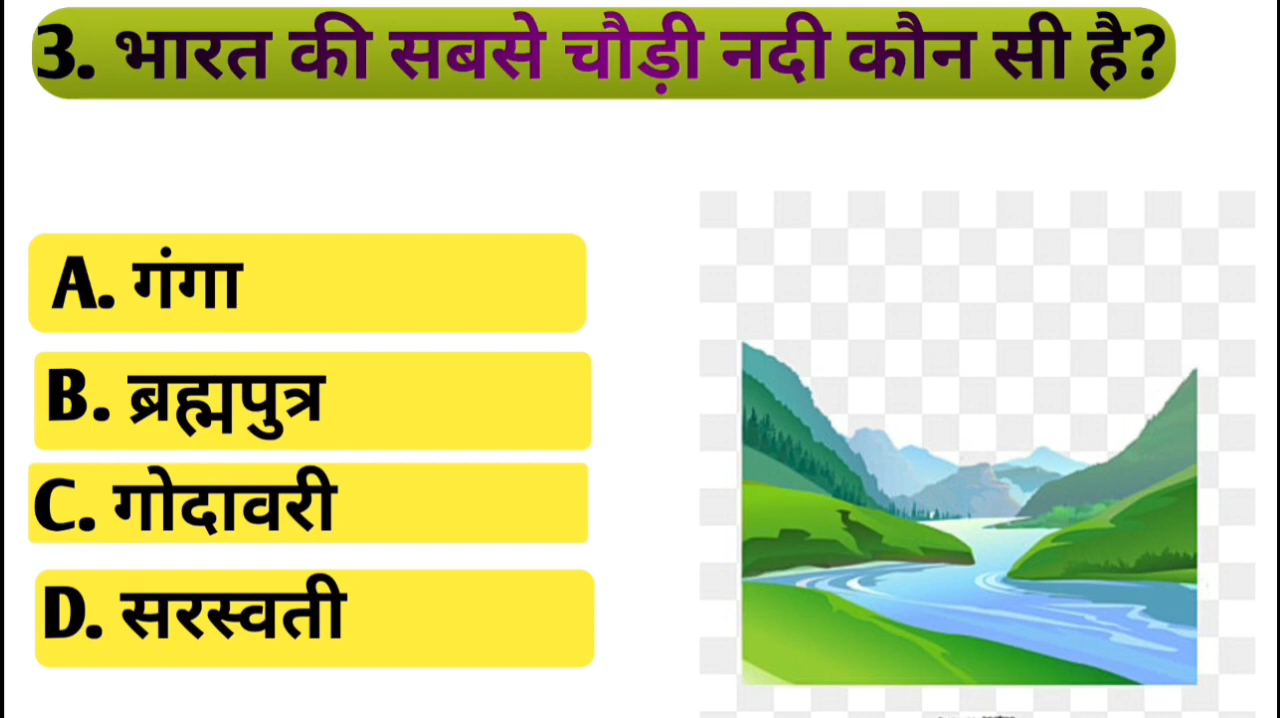 3. भारत की सबसे चौड़ी नदी कौन सी है?
A. गंगा
B. ब्रह्मपुत्र
C. गोदावरी
D. सरस्वती